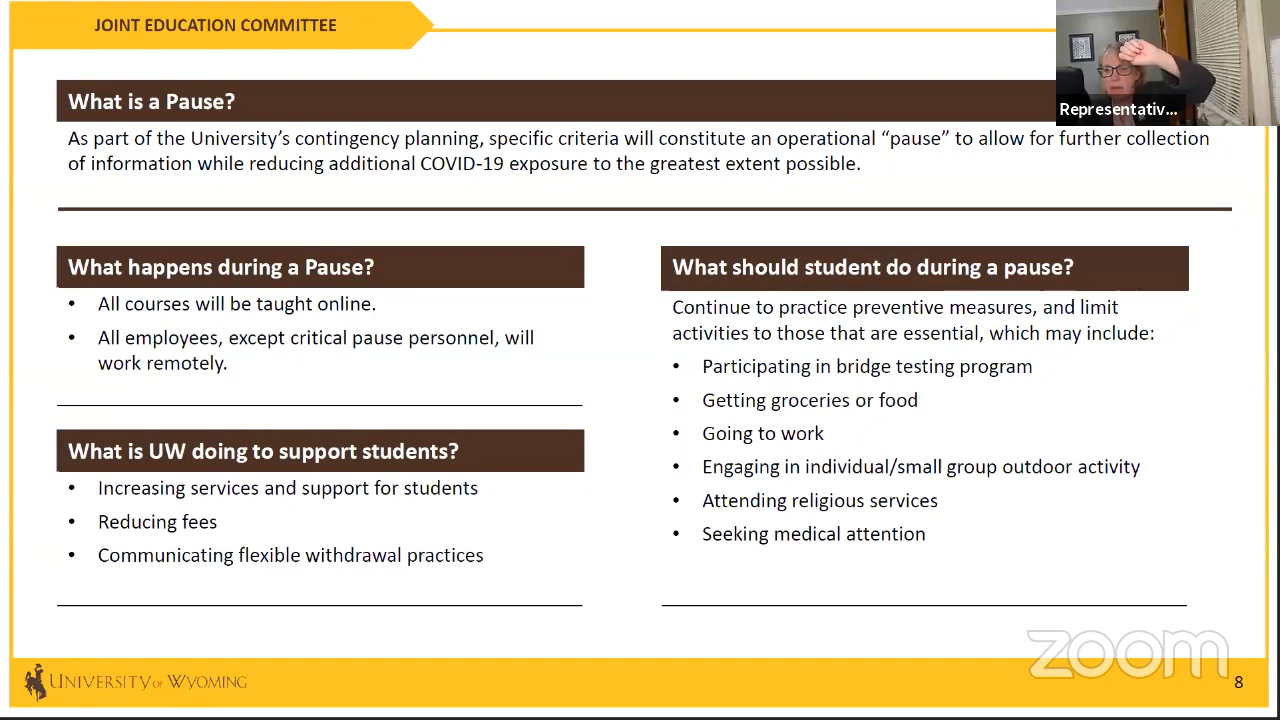 JOINT EDUCATION COMMITTEE
Representativ...
What is a Pause?
As part of the University's contingency planning, specific criteria will constitute an operational “pause” to allow for further collection
of information while reducing additional COVID-19 exposure to the greatest extent possible.
What happens during a Pause?
• All courses will be taught online.
• All employees, except critical pause personnel, will
work remotely.
What is UW doing to support students?
• Increasing services and support for students
• Reducing fees
• Communicating flexible withdrawal practices
What should student do during a pause?
Continue to practice preventive measures, and limit
activities to those that are essential, which may include:
• Participating in bridge testing program
• Getting groceries or food
• Going to work
• Engaging in individual/small group outdoor activity
• Attending religious services
• Seeking medical attention
zoom
UNIVERSITY OF WYOMING
8